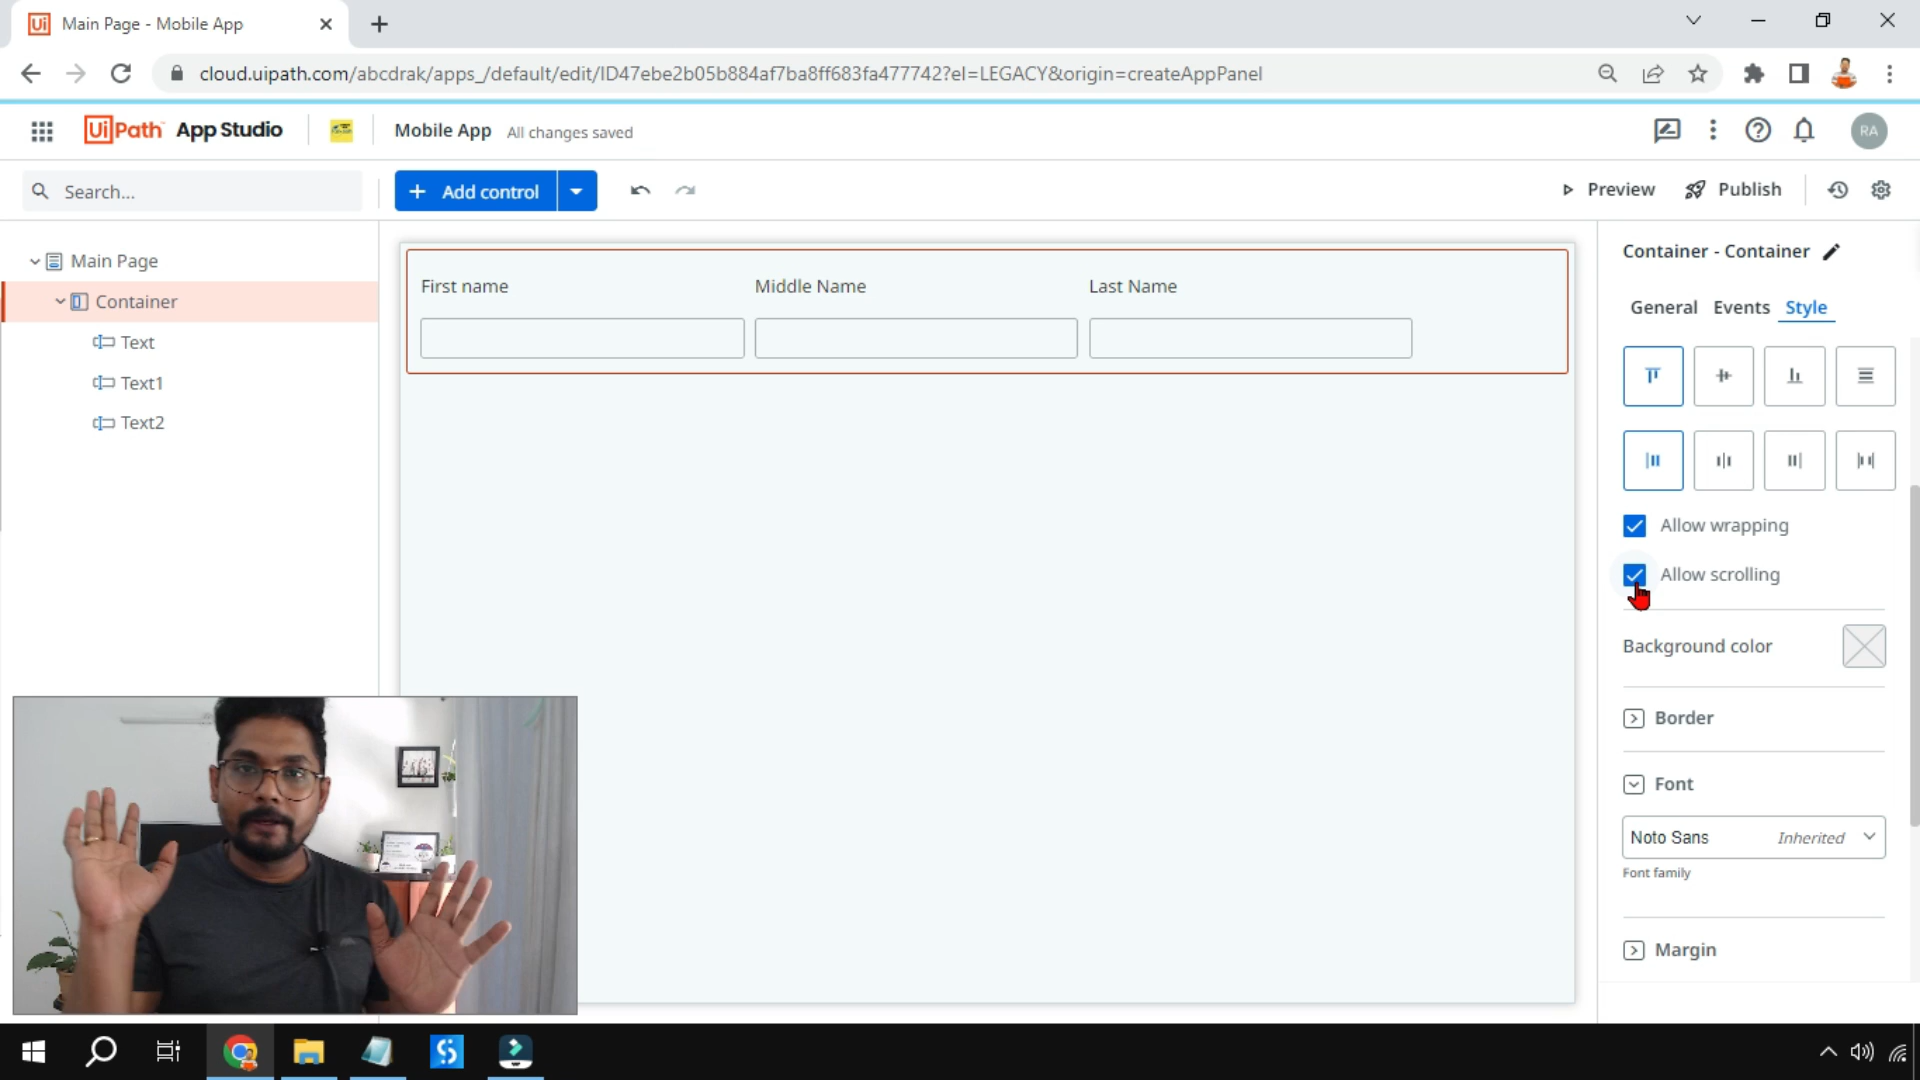 Main Page - Mobile App
cloud.uipath.com/abcdrak/apps_/default/edit/ID47ebe2b05b884af7ba8ff683fa477742?el=LEGACY&origin=createAppPanel
UiPath App Studio
Mobile App All changes saved
RA
Search...
Add control
Preview
Publish
Main Page
Container
Text
Text1
Text2
First name
Middle Name
Last Name
Container - Container
General Events Style
Allow wrapping
Allow scrolling
Background color
Border
Font
Noto Sans Inherited
Font family
Margin